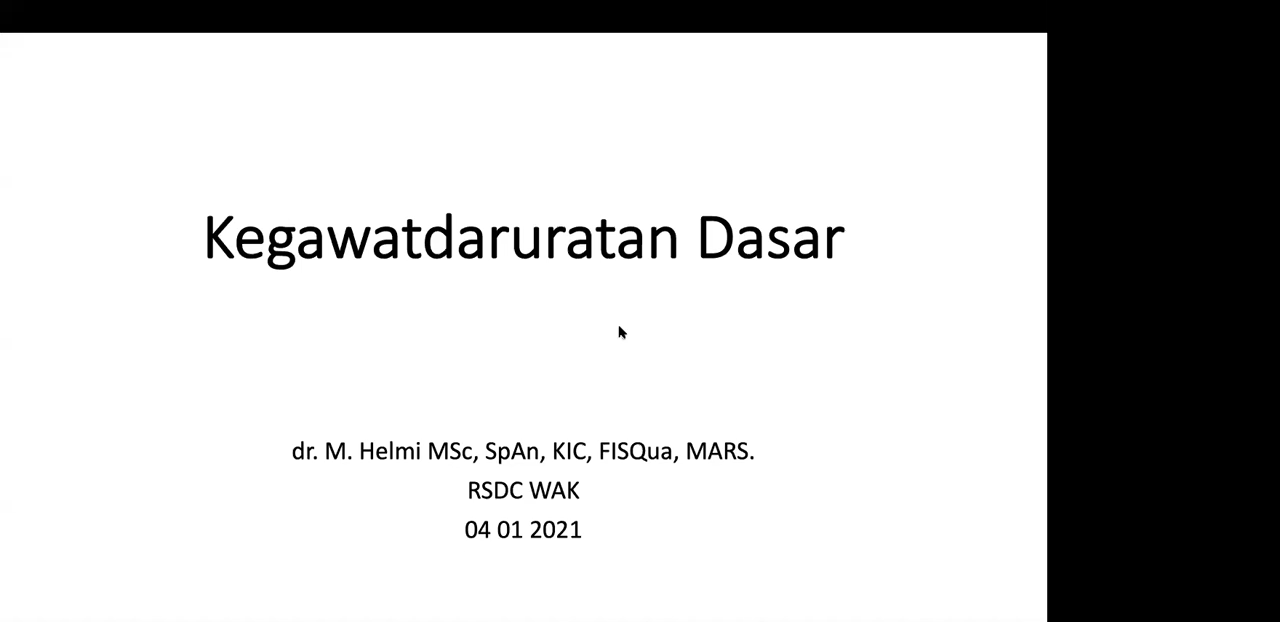 Kegawatdaruratan Dasar
dr. M. Helmi MSc, SpAn, KIC, FISQua, MARS.
RSDC WAK
04 01 2021